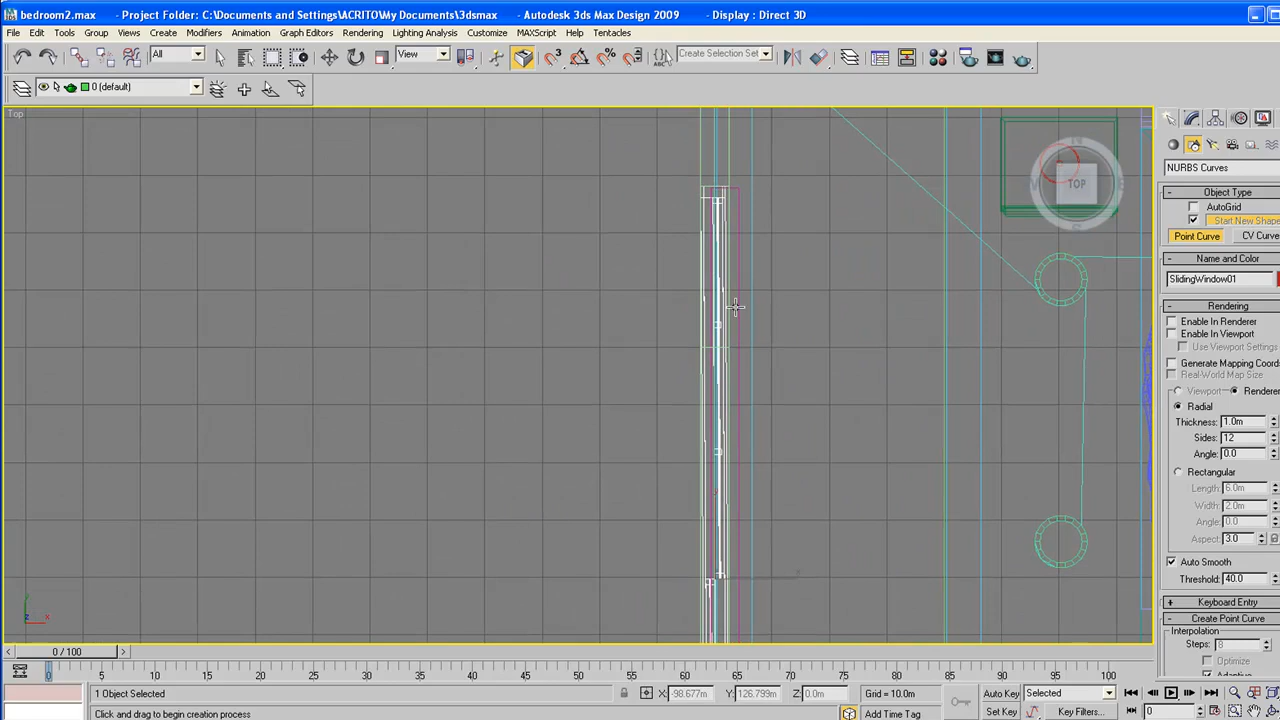 bedroom2.max - Project Folder: C:\Documents and Settings\ACRITO\My Documents\3dsmax - Autodesk 3ds Max Design 2009 - Display : Direct 3D
File Edit Tools Group Views Create Modifiers Animation Graph Editors Rendering Lighting Analysis Customize MAXScript Help Tentacles
All View Create Selection Set
0 (default)
Top
TOP
NURBS Curves
Object Type
AutoGrid
Start New Shape
Point Curve CV Curve
Name and Color
SlidingWindow01
Rendering
Enable In Renderer
Enable In Viewport
Use Viewport Settings
Generate Mapping Coord
Real-World Map Size
Viewport Renderer
Radial
Thickness: 1.0m
Sides: 12
Angle: 0.0
Rectangular
Length: 6.0m
Width: 2.0m
Angle: 0.0
Aspect: 3.0
Auto Smooth
Threshold: 40.0
Keyboard Entry
Create Point Curve
Interpolation
Steps: 8
Optimize
Adaptive
0 / 100
0 5 10 15 20 25 30 35 40 45 50 55 60 65 70 75 80 85 90 95 100
1 Object Selected X: -98.677m Y: 126.799m Z: 0.0m Grid = 10.0m Auto Key Selected
Click and drag to begin creation process Add Time Tag Set Key Key Filters... 0